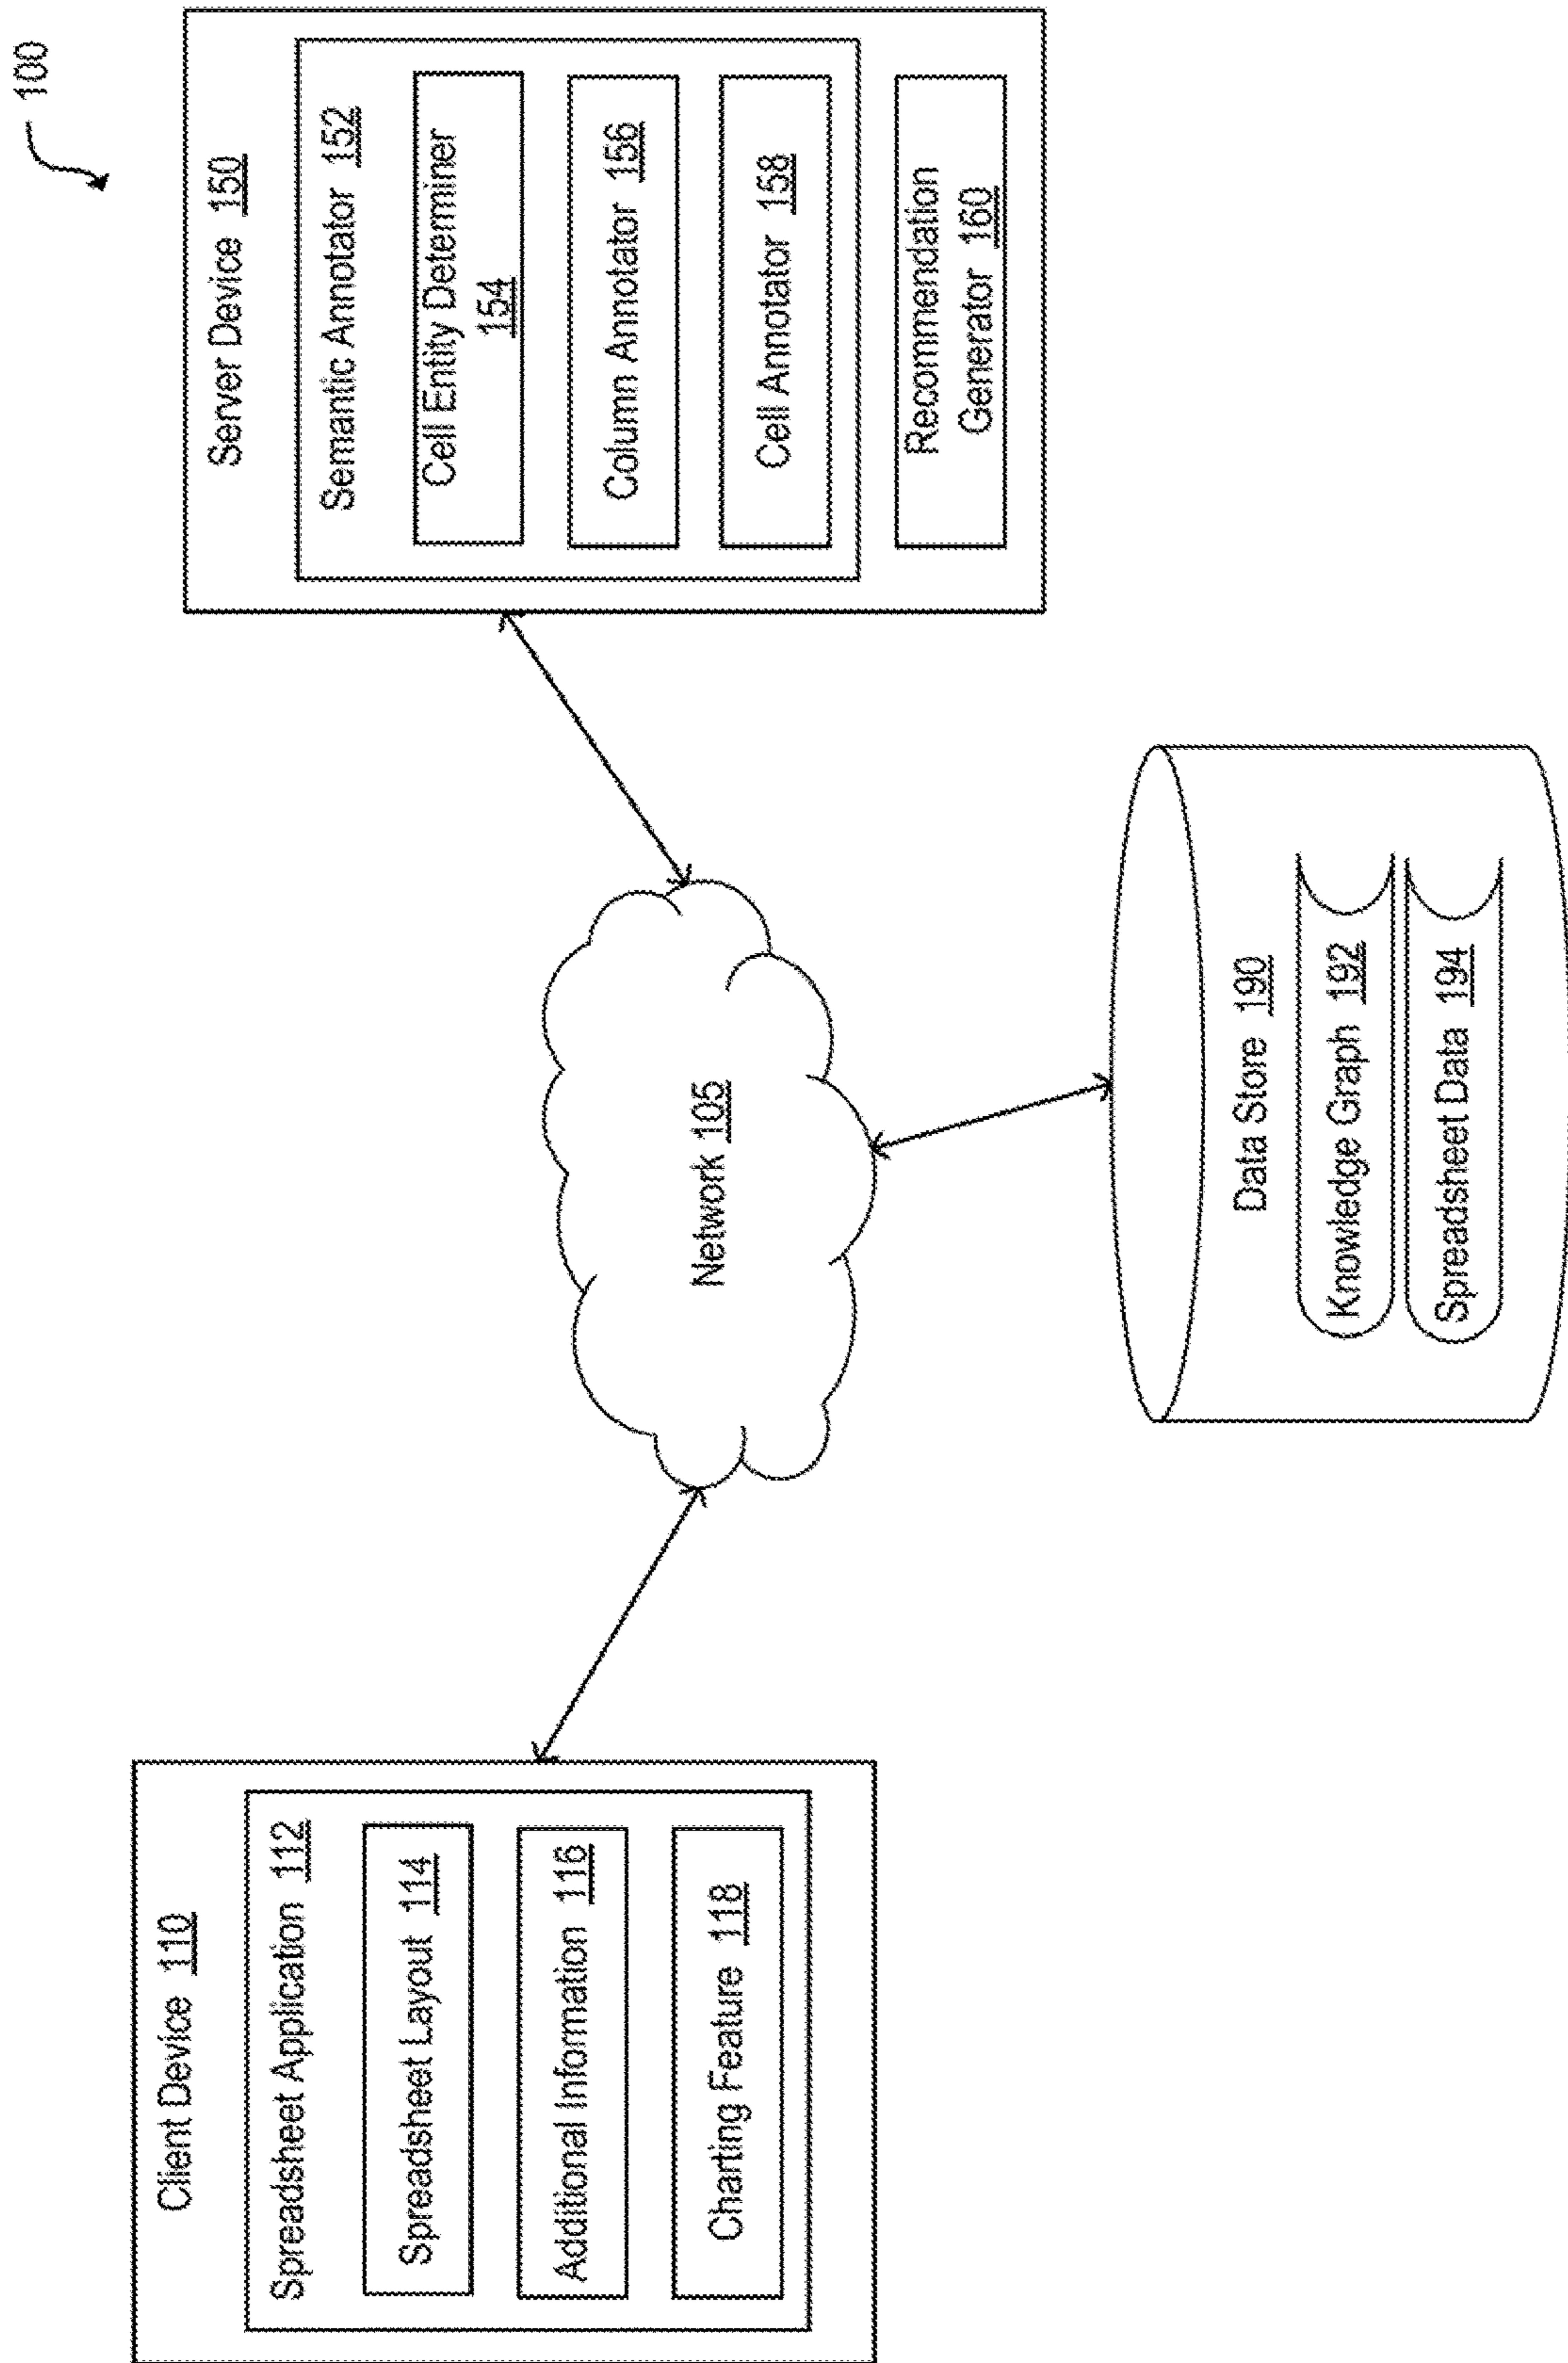 100
Client Device 110
Spreadsheet Application 112
Spreadsheet Layout 114
Additional Information 116
Charting Feature 118
Network 105
Data Store 190
Knowledge Graph 192
Spreadsheet Data 194
Server Device 150
Semantic Annotator 152
Cell Entity Determiner
154
Column Annotator 156
Cell Annotator 158
Recommendation
Generator 160